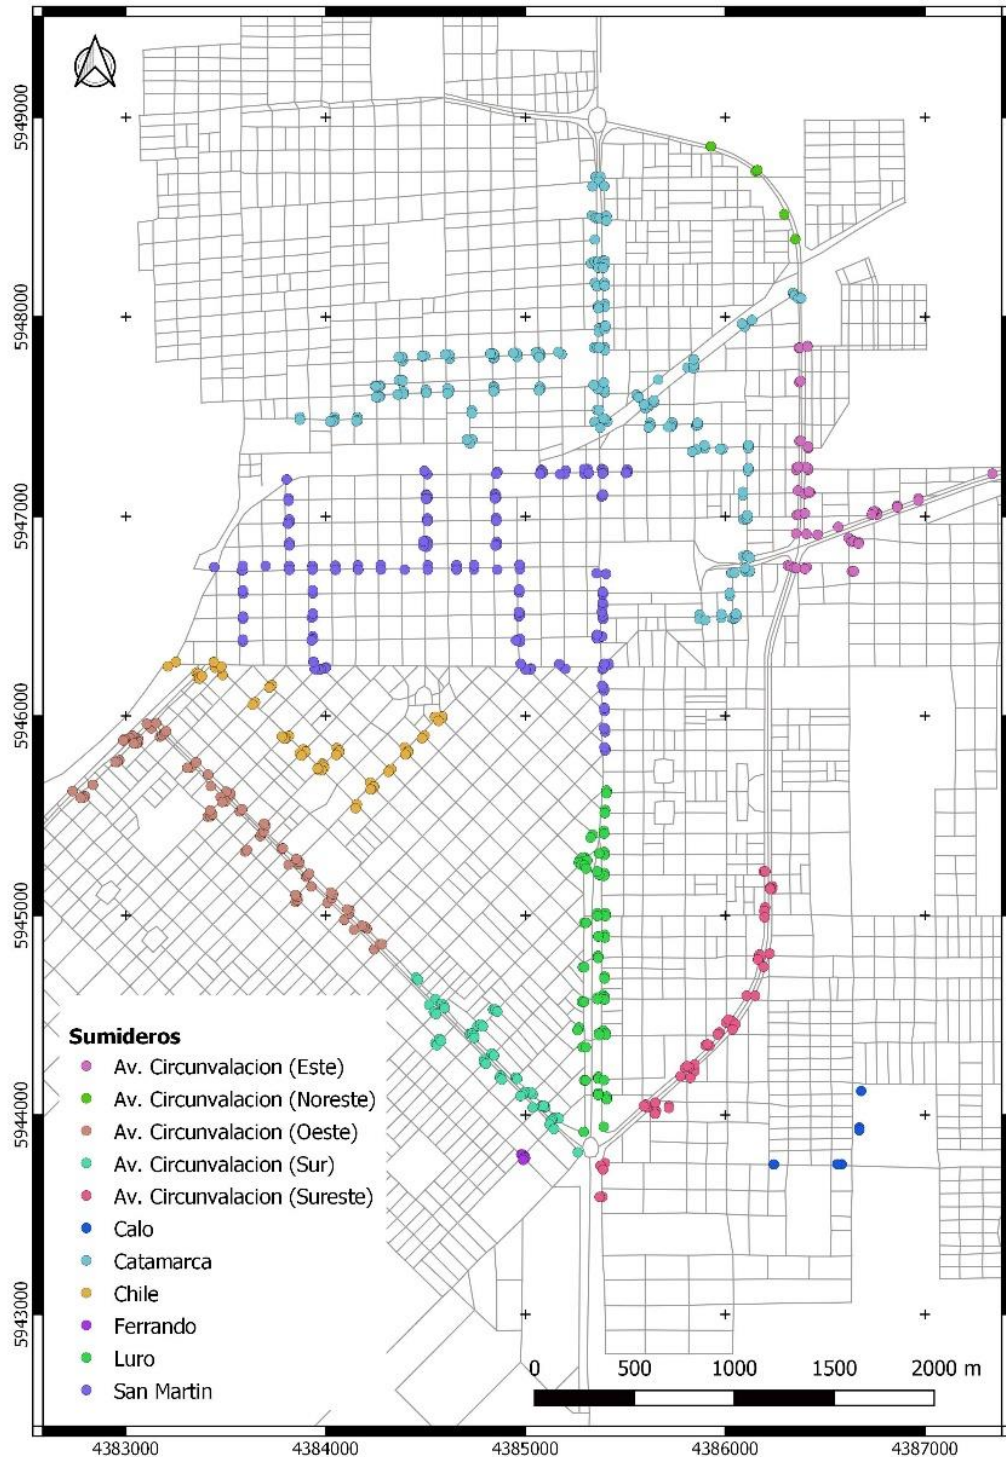 5949000
5948000
5947000
5946000
5945000
5944000
5943000
Sumideros
Av. Circunvalacion (Este)
Av. Circunvalacion (Noreste)
Av. Circunvalacion (Oeste)
Av. Circunvalacion (Sur)
Av. Circunvalacion (Sureste)
Calo
Catamarca
Chile
Ferrando
Luro
San Martin
0 500 1000 1500 2000 m
4383000 4384000 4385000 4386000 4387000